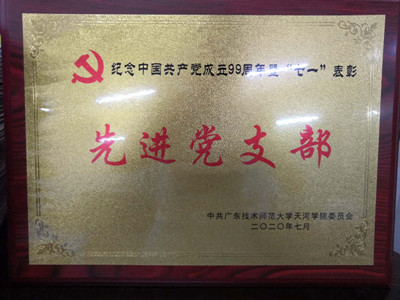 纪念中国共产党成立99周年暨“七一”表彰
先进党支部
中共广东技术师范大学天河学院委员会
二〇二〇年七月